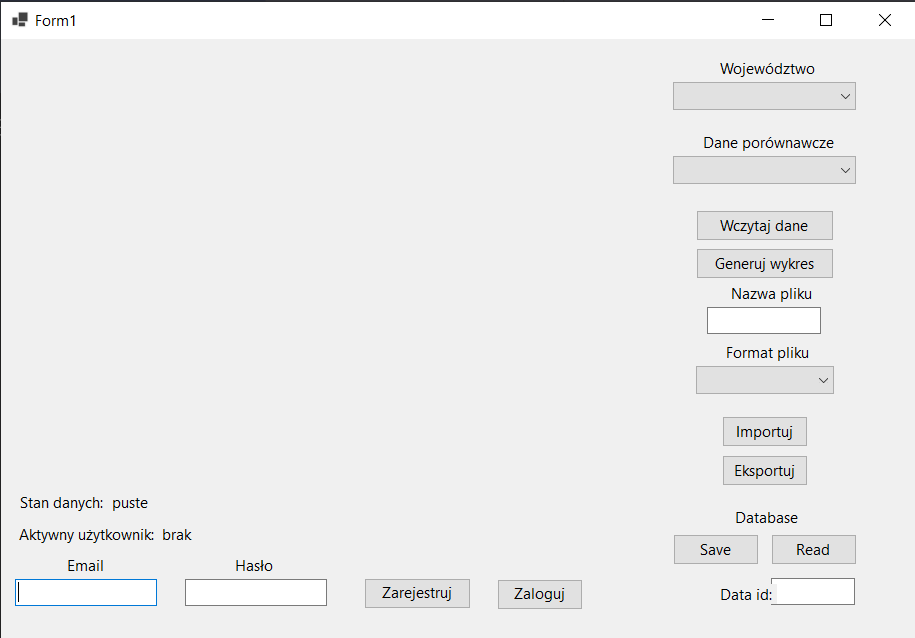 Form1
Województwo
Dane porównawcze
Wczytaj dane
Generuj wykres
Nazwa pliku
Format pliku
Importuj
Eksportuj
Stan danych: puste
Aktywny użytkownik: brak
Database
Save Read
Email Hasło
Zarejestruj Zaloguj
Data id: